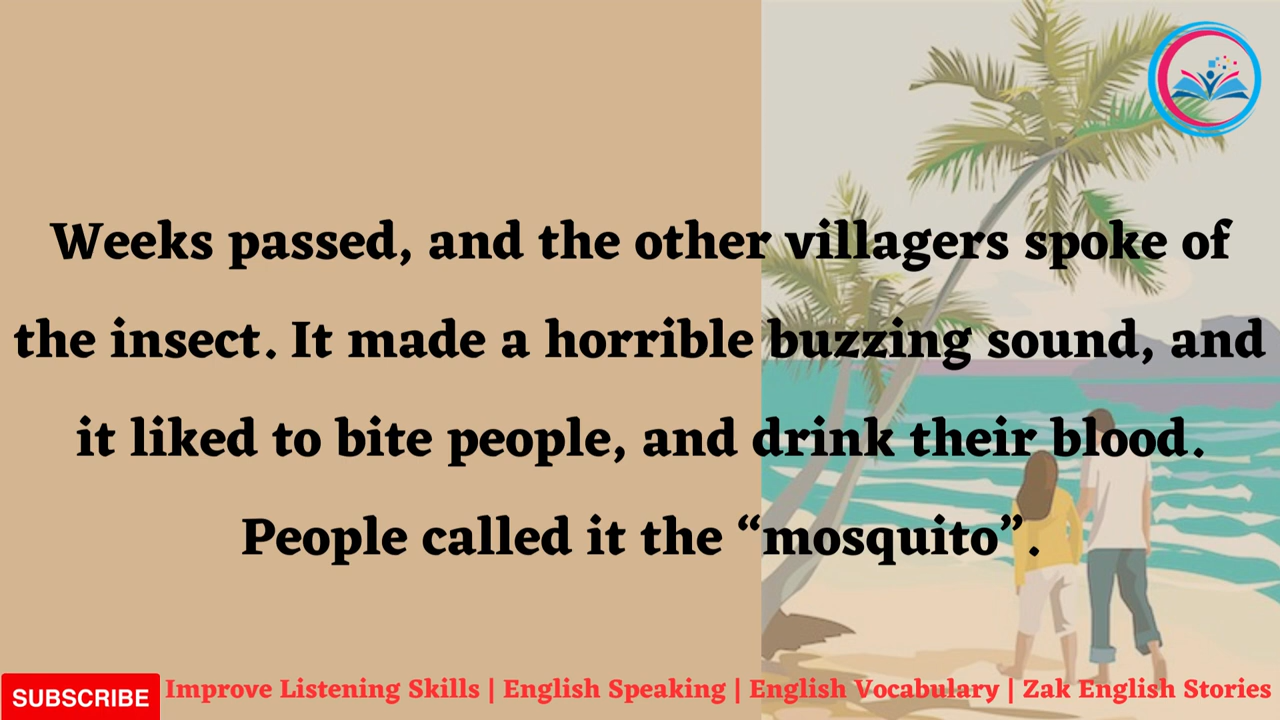 Weeks passed, and the other villagers spoke of
the insect. It made a horrible buzzing sound, and
it liked to bite people, and drink their blood.
People called it the “mosquito”.
SUBSCRIBE
Improve Listening Skills | English Speaking | English Vocabulary | Zak English Stories